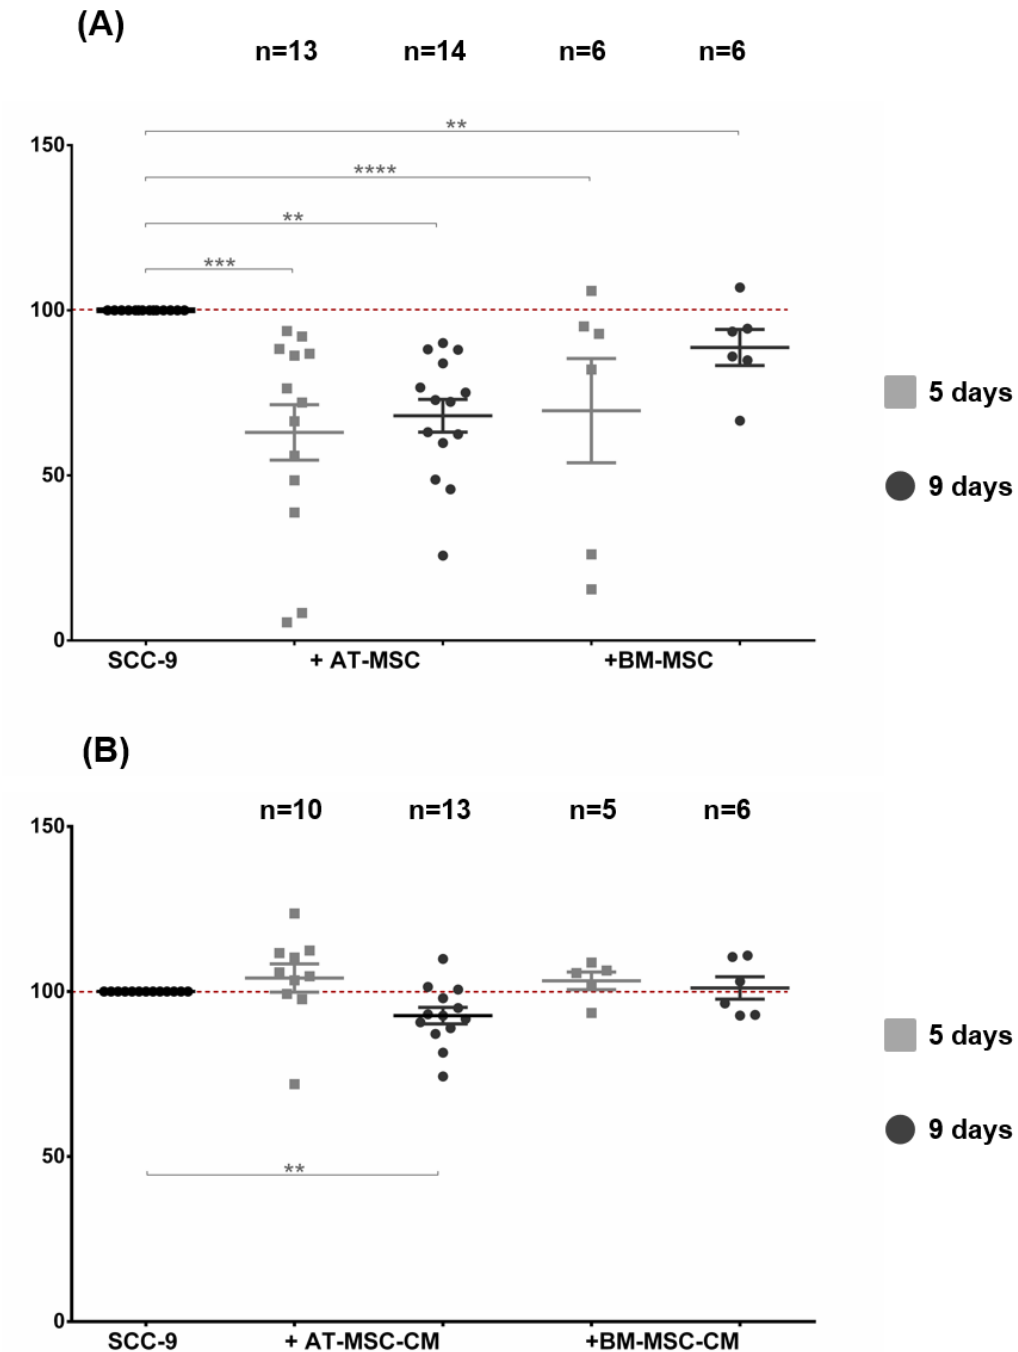 (A)
n=13 n=14 n=6 n=6
**
150
****
**
***
100
5 days
50
9 days
0
SCC-9 + AT-MSC +BM-MSC
(B)
n=10 n=13 n=5 n=6
150
100
5 days
9 days
50
**
0
SCC-9 + AT-MSC-CM +BM-MSC-CM